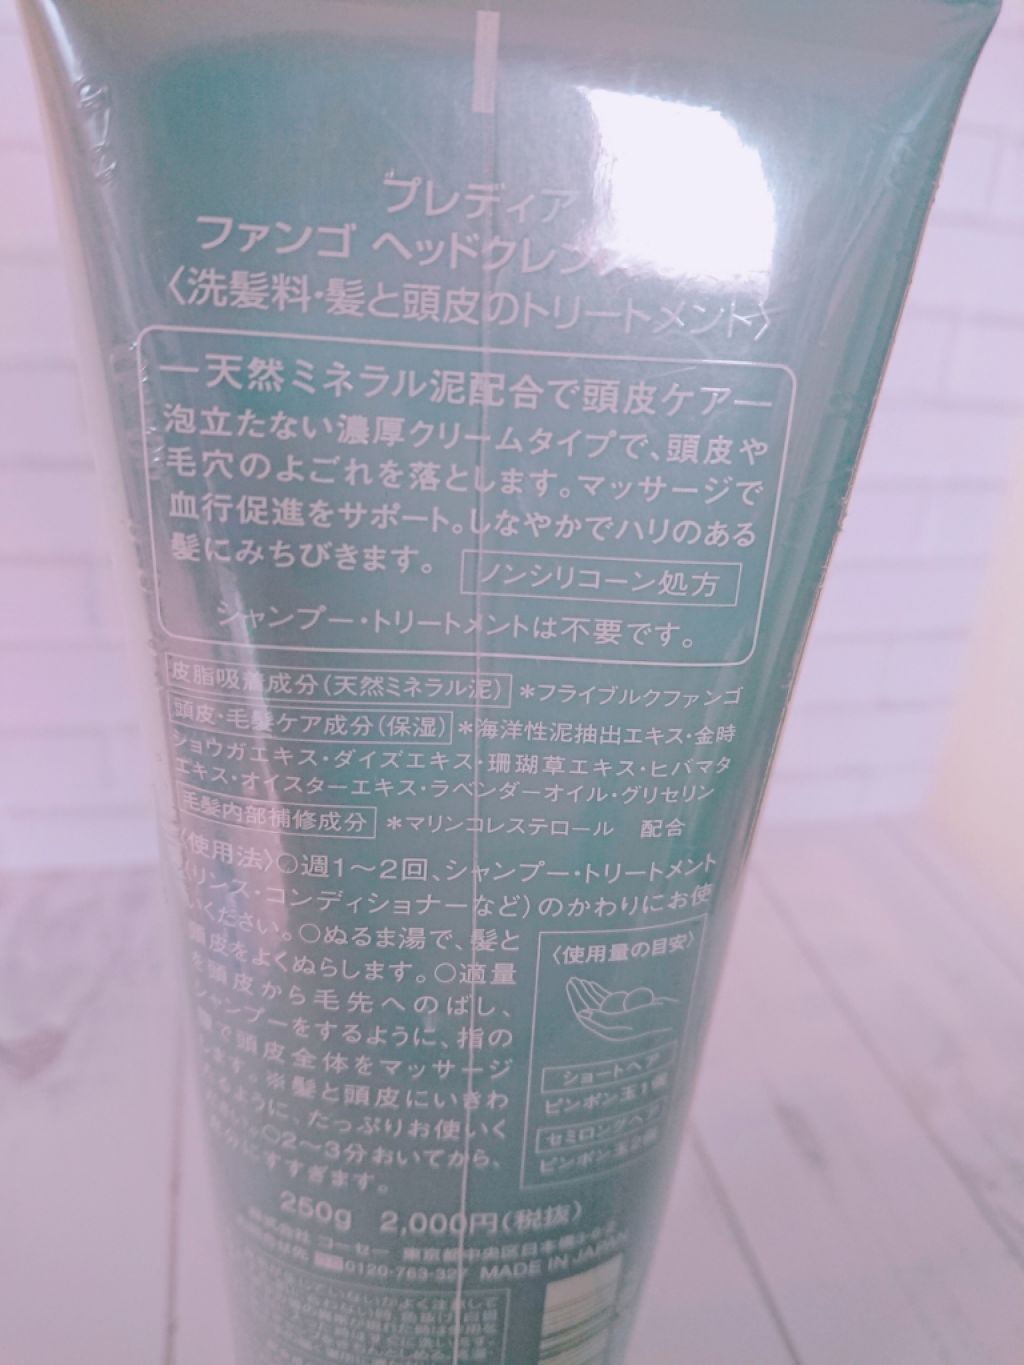 プレディア
ファンゴ ヘッドクレンズ
〈洗髪料・髪と頭皮のトリートメント〉
―天然ミネラル泥配合で頭皮ケア―
泡立たない濃厚クリームタイプで、頭皮や
毛穴のよごれを落とします。マッサージで
血行促進をサポート。しなやかでハリのある
髪にみちびきます。
ノンシリコーン処方
シャンプー・トリートメントは不要です。
皮脂吸着成分(天然ミネラル泥) *フライブルクファンゴ
頭皮・毛髪ケア成分(保湿) *海洋性泥抽出エキス・金時
ショウガエキス・ダイズエキス・珊瑚草エキス・ヒバマタ
エキス・オイスターエキス・ラベンダーオイル・グリセリン
毛髪内部補修成分 *マリンコレステロール 配合
〈使用法〉○週1〜2回、シャンプー・トリートメント
(リンス・コンディショナーなど)のかわりにお使
いください。○ぬるま湯で、髪と
頭皮をよくぬらします。○適量
を頭皮から毛先へのばし、
シャンプーをするように、指の
で頭皮全体をマッサージ
します。※髪と頭皮にいきわ
たるように、たっぷりお使いく
ださい。○2〜3分おいてから、
十分にすすぎます。
〈使用量の目安〉
ショートヘア
ピンポン玉1個
セミロングヘア
ピンポン玉2個
250g 2,000円(税抜)
株式会社 コーセー 東京都中央区日本橋3-6-2
0120-763-327 MADE IN JAPAN